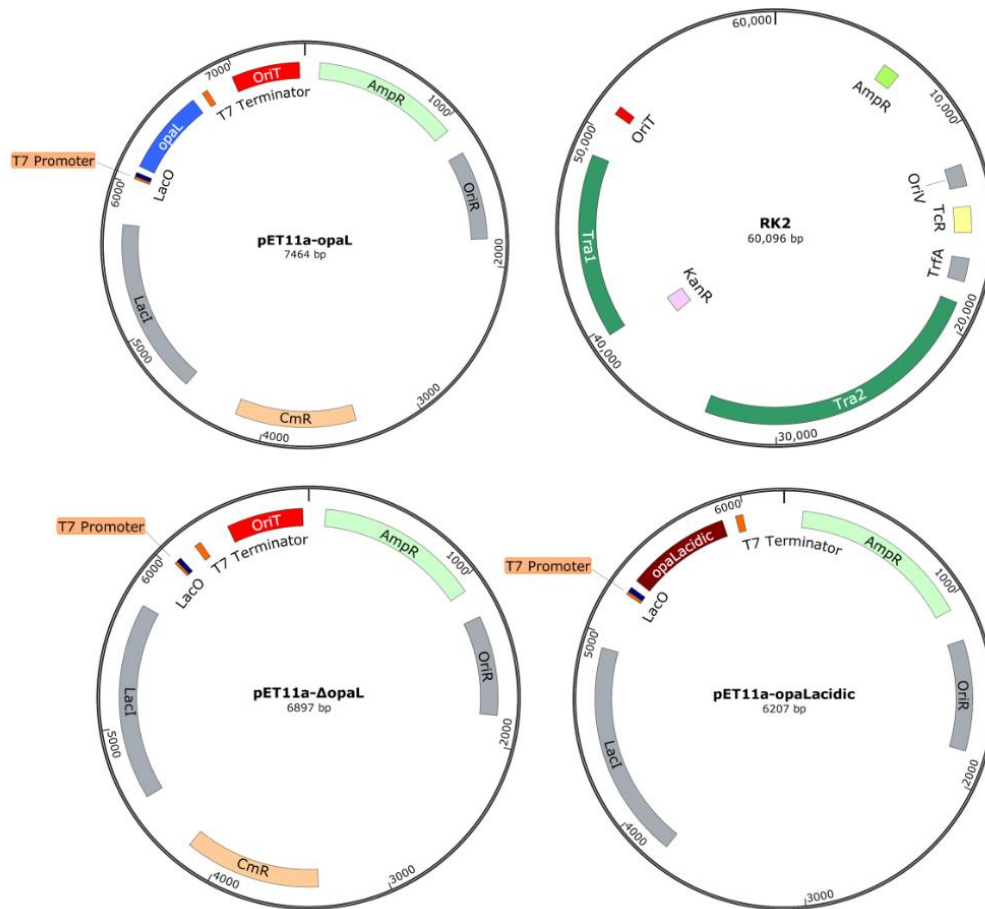 7000
OriT
AmpR
1000
T7 Terminator
opaL
T7 Promoter
LacO
6000
OriR
pET11a-opaL
7464 bp
2000
LacI
5000
CmR
4000
3000
60,000
AmpR
10,000
OriT
50,000
OriV
TcR
RK2
60,096 bp
Tra1
TrfA
KanR
20,000
40,000
Tra2
30,000
T7 Promoter
OriT
AmpR
1000
T7 Terminator
6000
LacO
OriR
LacI
pET11a-ΔopaL
6897 bp
2000
5000
CmR
4000
3000
6000
T7 Terminator
AmpR
1000
opaLacidic
T7 Promoter
LacO
5000
OriR
pET11a-opaLacidic
6207 bp
LacI
2000
4000
3000